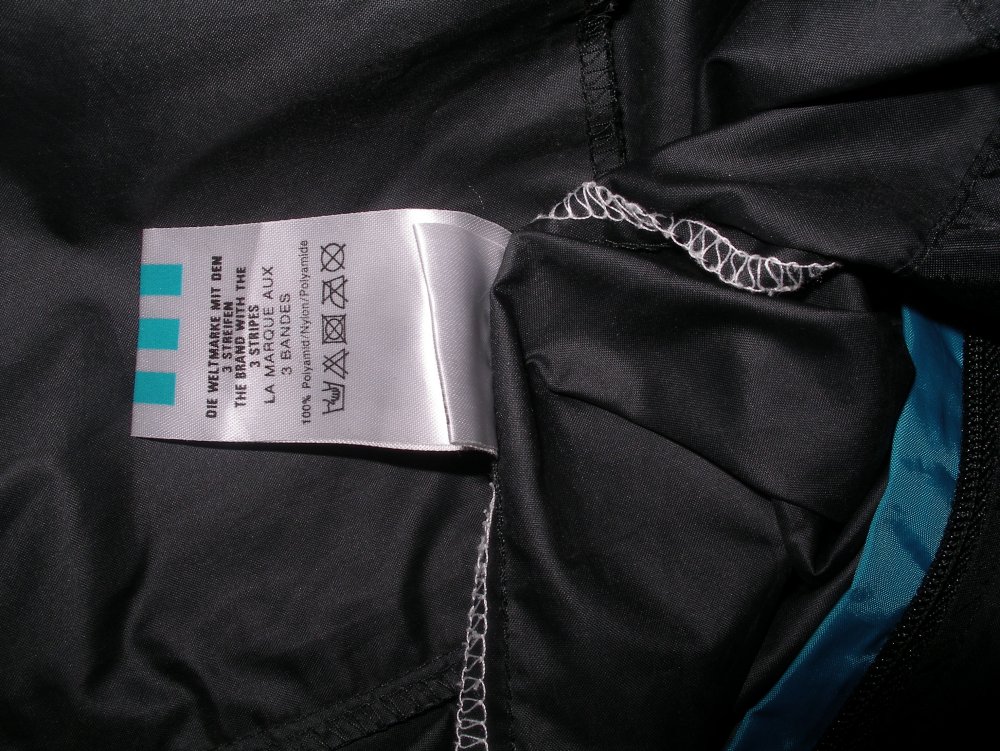 DIE WELTMARKE MIT DEN
3 STREIFEN
THE BRAND WITH THE
3 STRIPES
LA MARQUE AUX
3 BANDES
100% Polyamid/Nylon/Polyamide